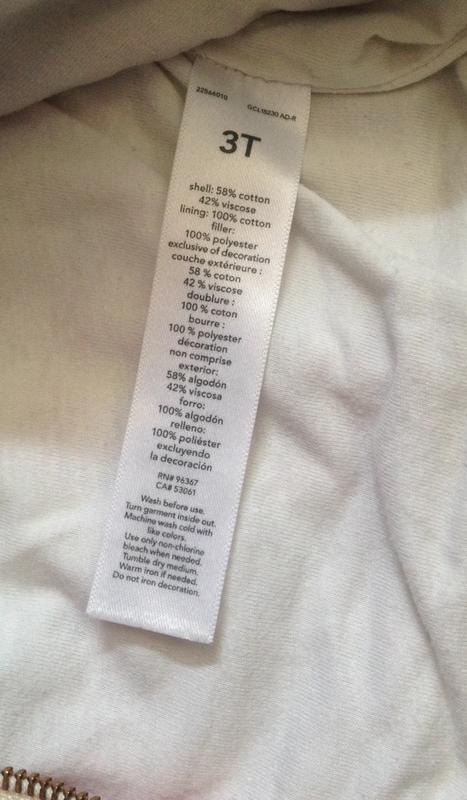 22566010 GCL15230 AD-R
3T
shell: 58% cotton
42% viscose
lining: 100% cotton
filler:
100% polyester
exclusive of decoration
couche extérieure :
58 % coton
42 % viscose
doublure :
100 % coton
bourre :
100 % polyester
décoration
non comprise
exterior:
58% algodón
42% viscosa
forro:
100% algodón
relleno:
100% poliéster
excluyendo
la decoración
RN# 96367
CA# 53061
Wash before use.
Turn garment inside out.
Machine wash cold with
like colors.
Use only non-chlorine
bleach when needed.
Tumble dry medium.
Warm iron if needed.
Do not iron decoration.